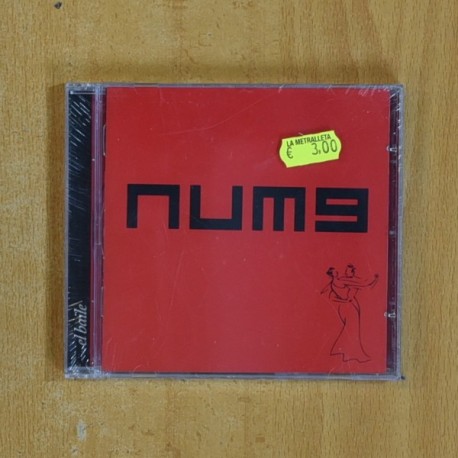 LA METRALLETA
€ 3,00
num9
el baile